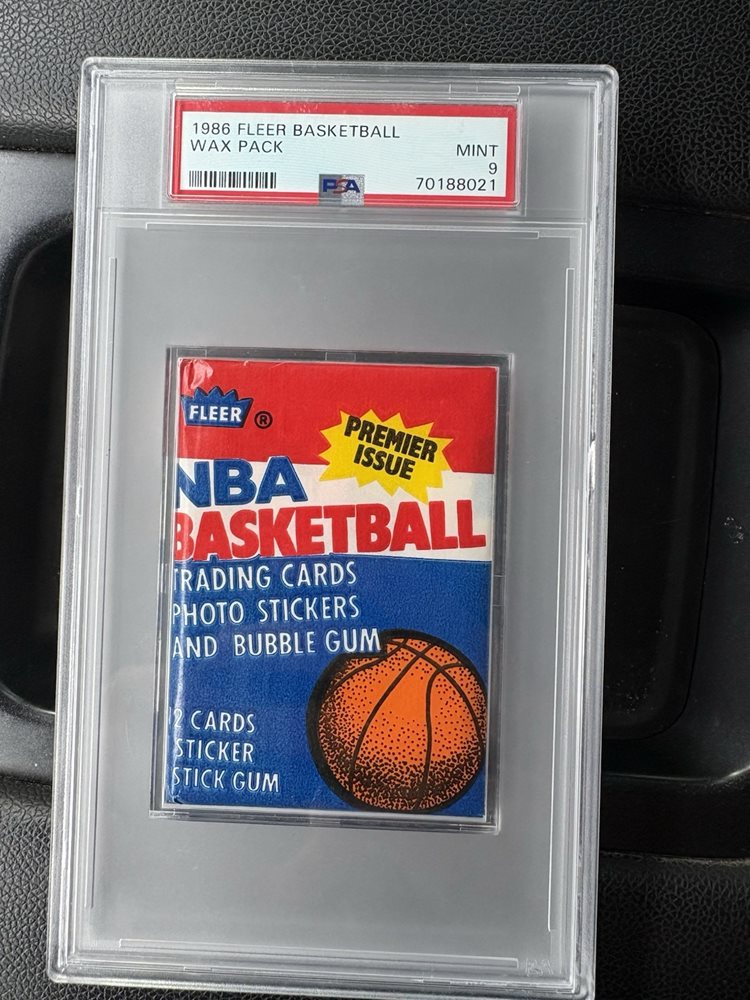 1986 FLEER BASKETBALL
WAX PACK
MINT
9
PSA
70188021
FLEER ®
PREMIER
ISSUE
NBA
BASKETBALL
TRADING CARDS
PHOTO STICKERS
AND BUBBLE GUM
2 CARDS
STICKER
STICK GUM